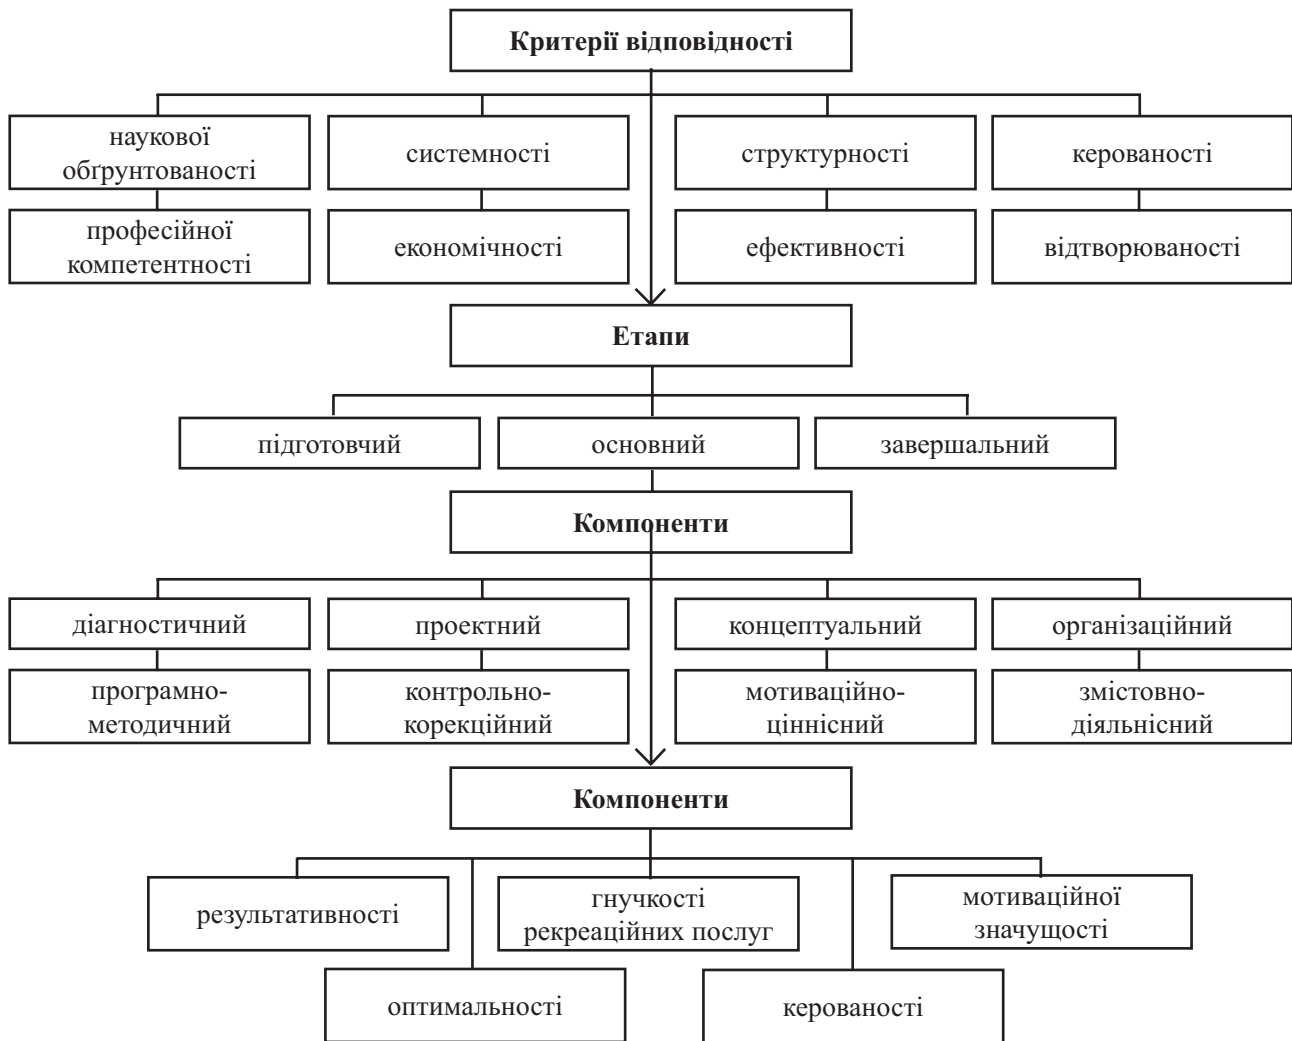 Критерії відповідності
наукової
обґрунтованості
системності
структурності
керованості
професійної
компетентності
економічності
ефективності
відтворюваності
Етапи
підготовчий
основний
завершальний
Компоненти
діагностичний
проектний
концептуальний
організаційний
програмно-
методичний
контрольно-
корекційний
мотиваційно-
ціннісний
змістовно-
діяльнісний
Компоненти
результативності
гнучкості
рекреаційних послуг
мотиваційної
значущості
оптимальності
керованості